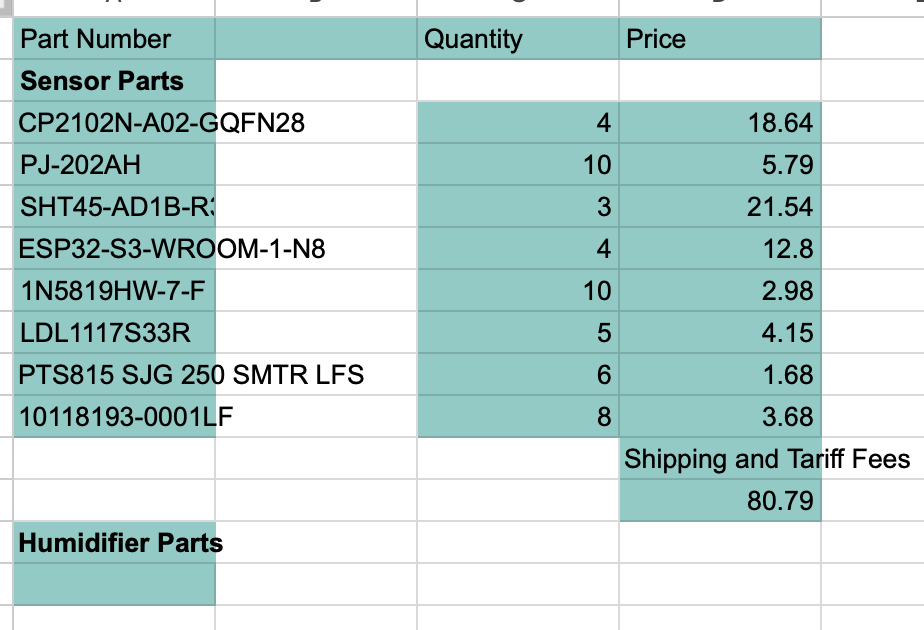 Part Number Quantity Price
Sensor Parts
CP2102N-A02-GQFN28 4 18.64
PJ-202AH 10 5.79
SHT45-AD1B-R 3 21.54
ESP32-S3-WROOM-1-N8 4 12.8
1N5819HW-7-F 10 2.98
LDL1117S33R 5 4.15
PTS815 SJG 250 SMTR LFS 6 1.68
10118193-0001LF 8 3.68
Shipping and Tariff Fees
80.79
Humidifier Parts